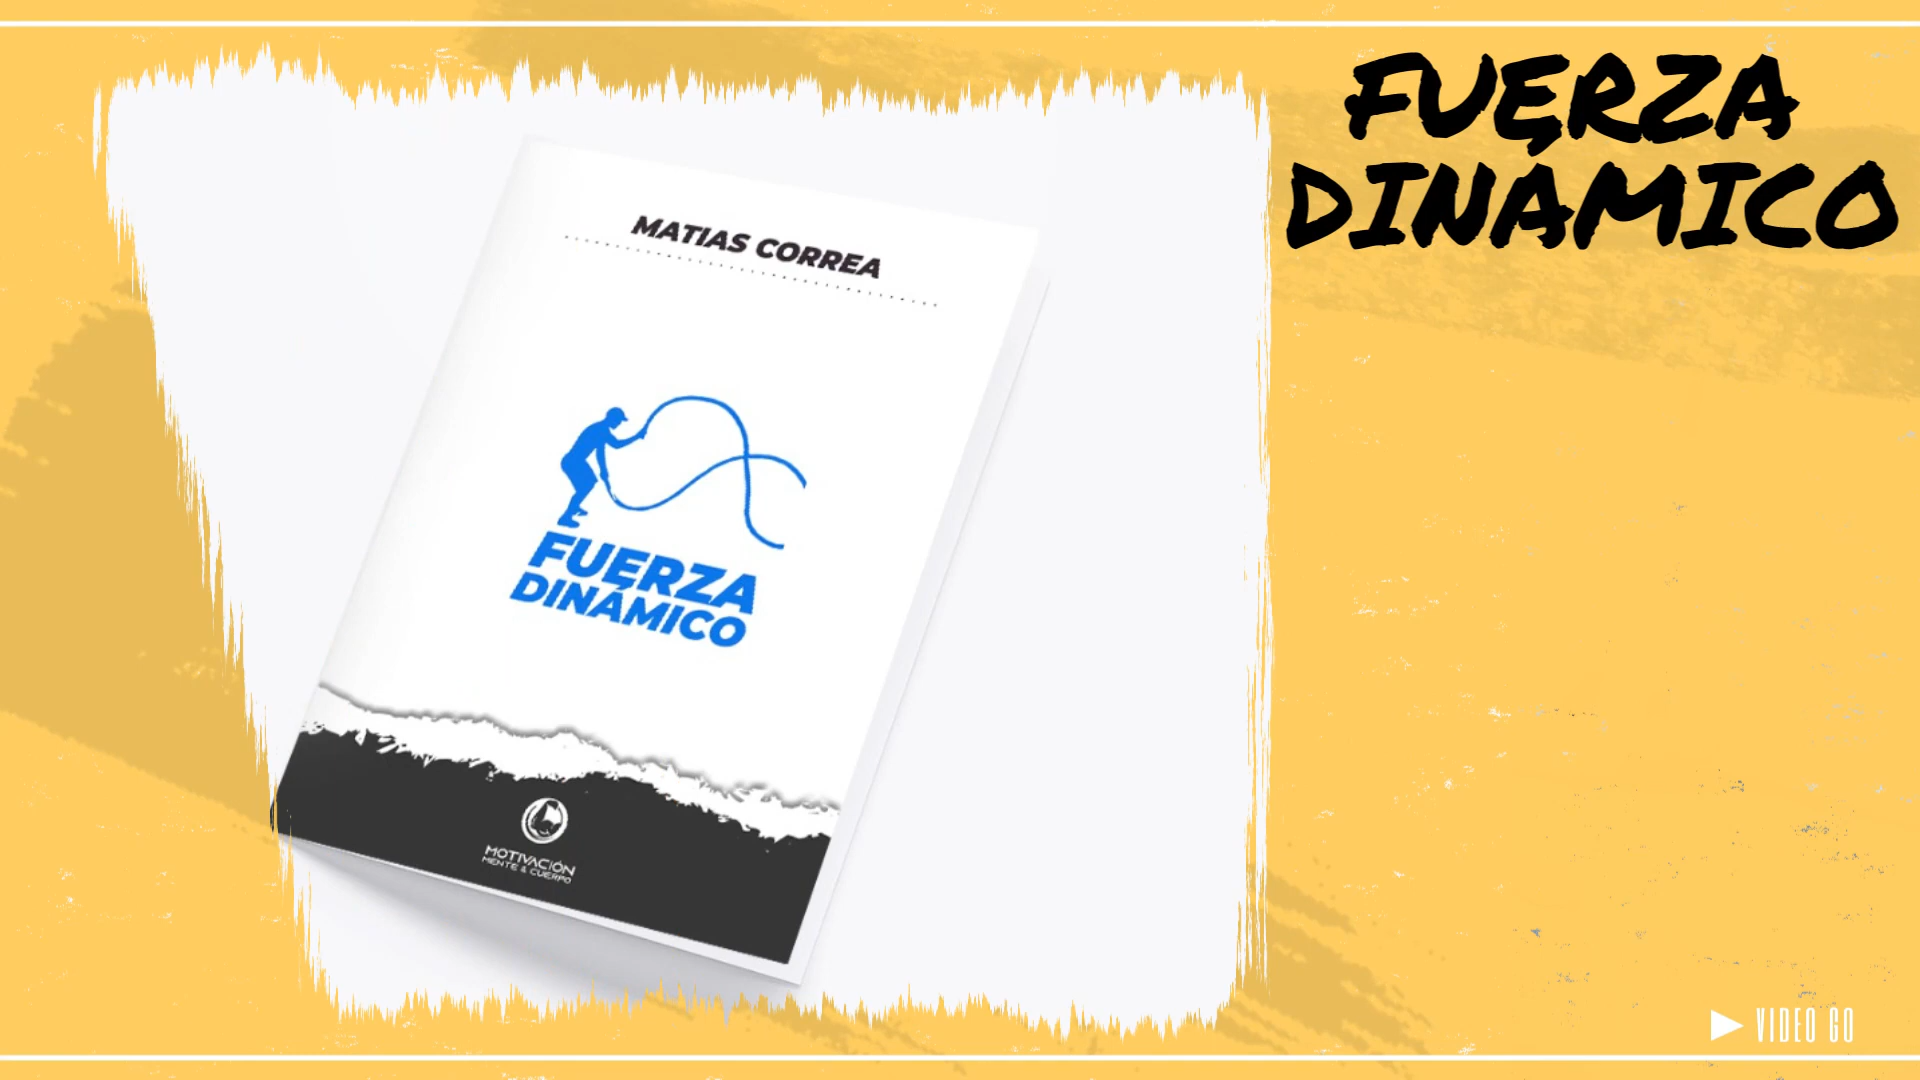 FUERZA
DINÁMICO
MATIAS CORREA
FUERZA
DINÁMICO
MOTIVACIÓN
MENTE & CUERPO
VIDEO GO